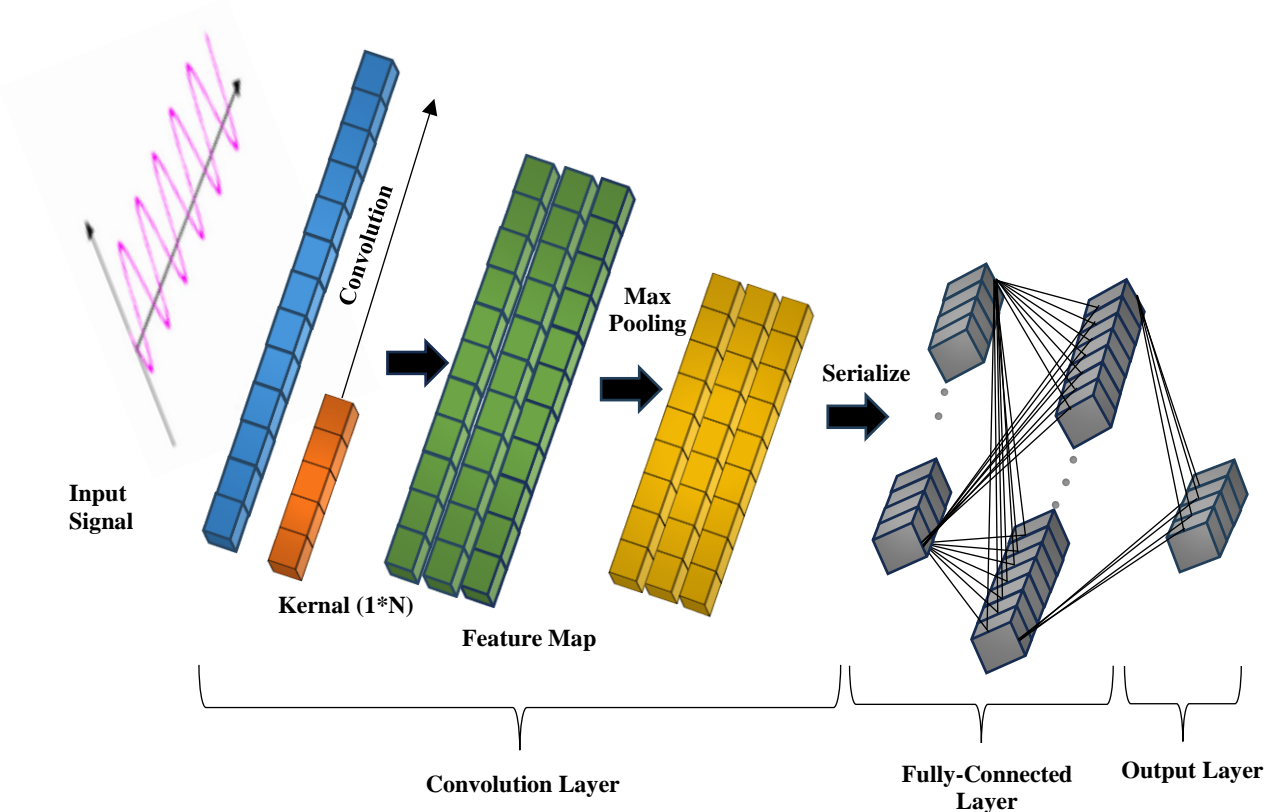 Input
Signal
Convolution
Kernal (1*N)
Feature Map
Max
Pooling
Serialize
Convolution Layer
Fully-Connected
Layer
Output Layer